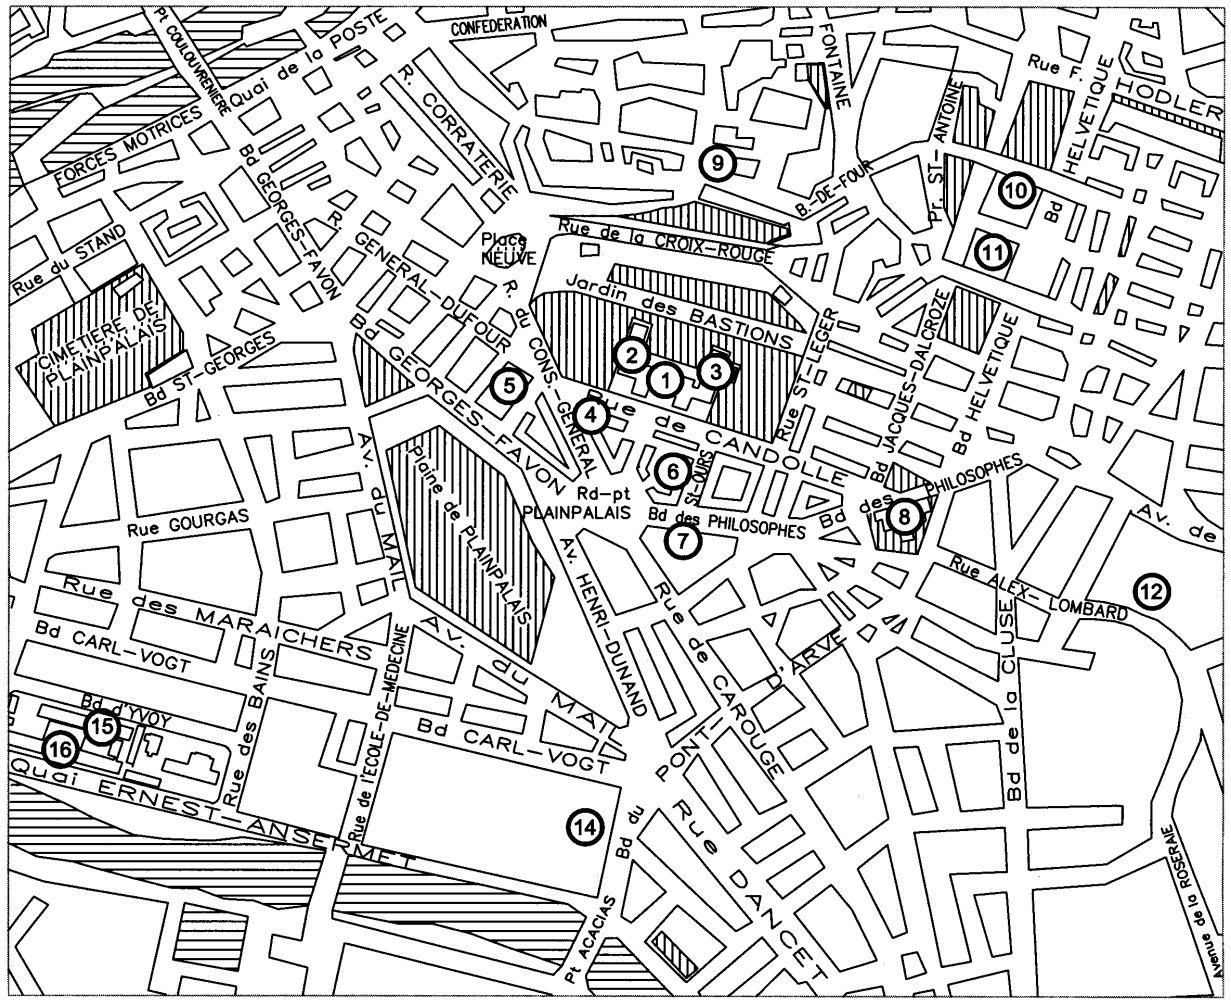 Pt COULOUVRENIERE
Quai de la POSTE
CONFEDERATION
FONTAINE
Rue F. HODLER
Bd HELVETIQUE
FORCES MOTRICES
R. CORRATERIE
Pr. ST-ANTOINE
9
B.-DE-FOUR
10
Bd GEORGES-FAVON
Rue du STAND
R. GENERAL-DUFOUR
Place
NEUVE
Rue de la CROIX-ROUGE
11
CIMETIERE DE
PLAINPALAIS
Jardin des BASTIONS
R. du CONS.-GENERAL
Bd ST-GEORGES
Bd GEORGES-FAVON
2
1
3
5
4
Rue ST-LEGER
Bd JACQUES-DALCROZE
Bd HELVETIQUE
Rue de CANDOLLE
6
St-OURS
Av. du MAIL
Plaine de PLAINPALAIS
Rd-pt
PLAINPALAIS
Bd des PHILOSOPHES
Bd des PHILOSOPHES
8
7
Rue GOURGAS
Av. de
Av. HENRI-DUNAND
Rue ALEX-LOMBARD
12
Rue des MARAICHERS
Bd CARL-VOGT
Av. du MAIL
Rue de CAROUGE
Bd du PONT D'ARVE
Bd de la CLUSE
Bd d'YVOY
15
16
Rue des BAINS
Rue de l'ECOLE-DE-MEDECINE
Bd CARL-VOGT
Quai ERNEST-ANSERMET
14
Rue DANCET
Pt ACACIAS
Avenue de la ROSERAIE